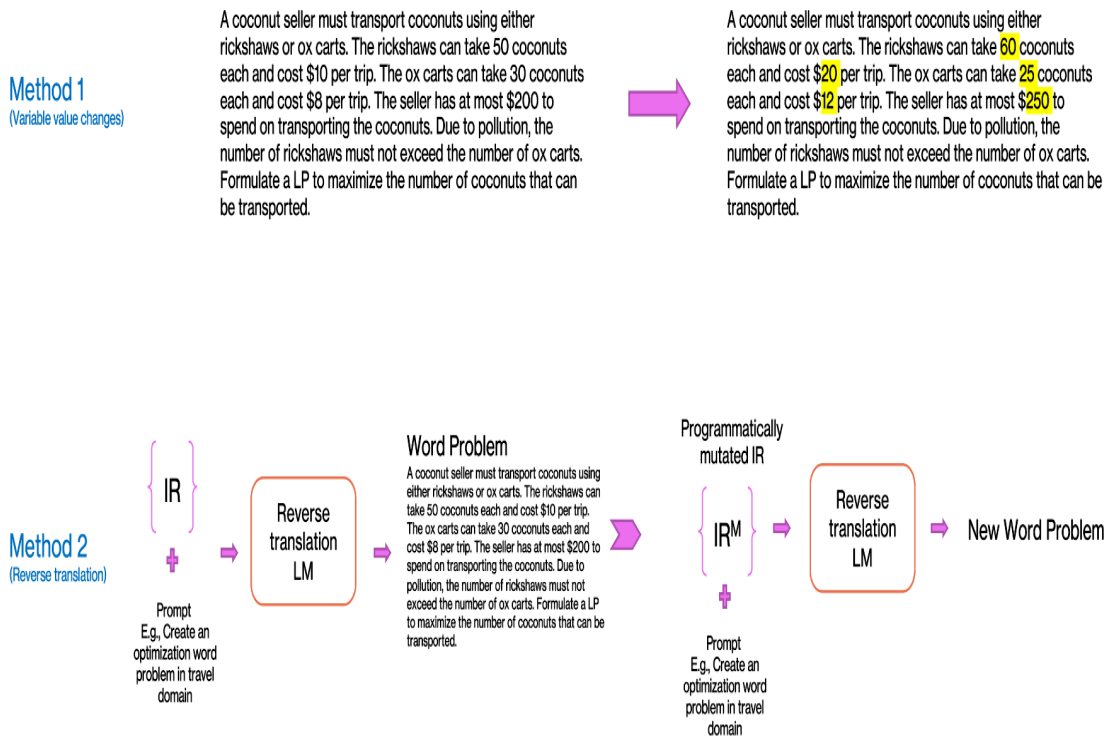 Method 1
(Variable value changes)
A coconut seller must transport coconuts using either
rickshaws or ox carts. The rickshaws can take 50 coconuts
each and cost $10 per trip. The ox carts can take 30 coconuts
each and cost $8 per trip. The seller has at most $200 to
spend on transporting the coconuts. Due to pollution, the
number of rickshaws must not exceed the number of ox carts.
Formulate a LP to maximize the number of coconuts that can
be transported.
A coconut seller must transport coconuts using either
rickshaws or ox carts. The rickshaws can take 60 coconuts
each and cost $20 per trip. The ox carts can take 25 coconuts
each and cost $12 per trip. The seller has at most $250 to
spend on transporting the coconuts. Due to pollution, the
number of rickshaws must not exceed the number of ox carts.
Formulate a LP to maximize the number of coconuts that can be
transported.
Method 2
(Reverse translation)
IR
Prompt
E.g., Create an
optimization word
problem in travel
domain
Reverse
translation
LM
Word Problem
A coconut seller must transport coconuts using
either rickshaws or ox carts. The rickshaws can
take 50 coconuts each and cost $10 per trip.
The ox carts can take 30 coconuts each and
cost $8 per trip. The seller has at most $200 to
spend on transporting the coconuts. Due to
pollution, the number of rickshaws must not
exceed the number of ox carts. Formulate a LP
to maximize the number of coconuts that can be
transported.
Programmatically
mutated IR
IRᴹ
Prompt
E.g., Create an
optimization word
problem in travel
domain
Reverse
translation
LM
New Word Problem